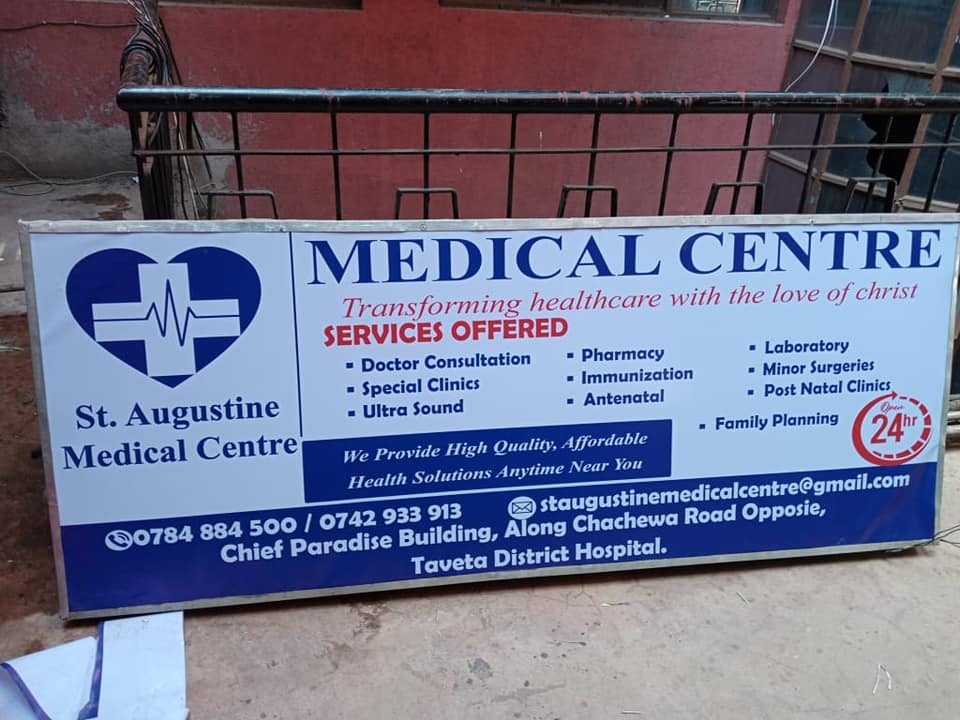 St. Augustine
Medical Centre
MEDICAL CENTRE
Transforming healthcare with the love of christ
SERVICES OFFERED
▪ Doctor Consultation
▪ Special Clinics
▪ Ultra Sound
▪ Pharmacy
▪ Immunization
▪ Antenatal
▪ Laboratory
▪ Minor Surgeries
▪ Post Natal Clinics
▪ Family Planning
Open
24hr
We Provide High Quality, Affordable
Health Solutions Anytime Near You
0784 884 500 / 0742 933 913
staugustinemedicalcentre@gmail.com
Chief Paradise Building, Along Chachewa Road Opposie,
Taveta District Hospital.